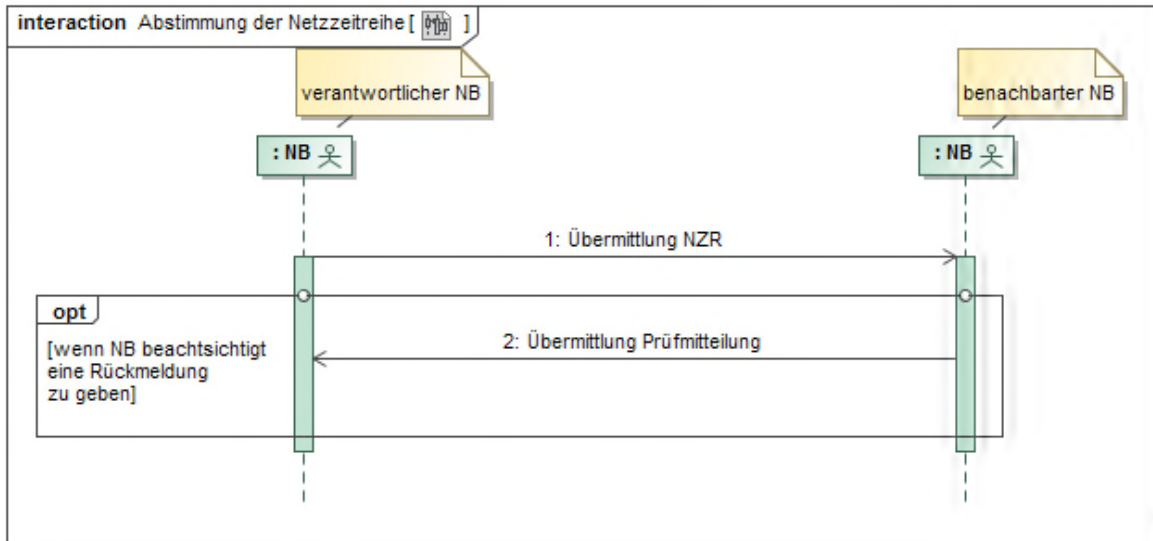 interaction Abstimmung der Netzzeitreihe [ ]
verantwortlicher NB
benachbarter NB
: NB
: NB
1: Übermittlung NZR
opt
[wenn NB beachtsichtigt
eine Rückmeldung
zu geben]
2: Übermittlung Prüfmitteilung